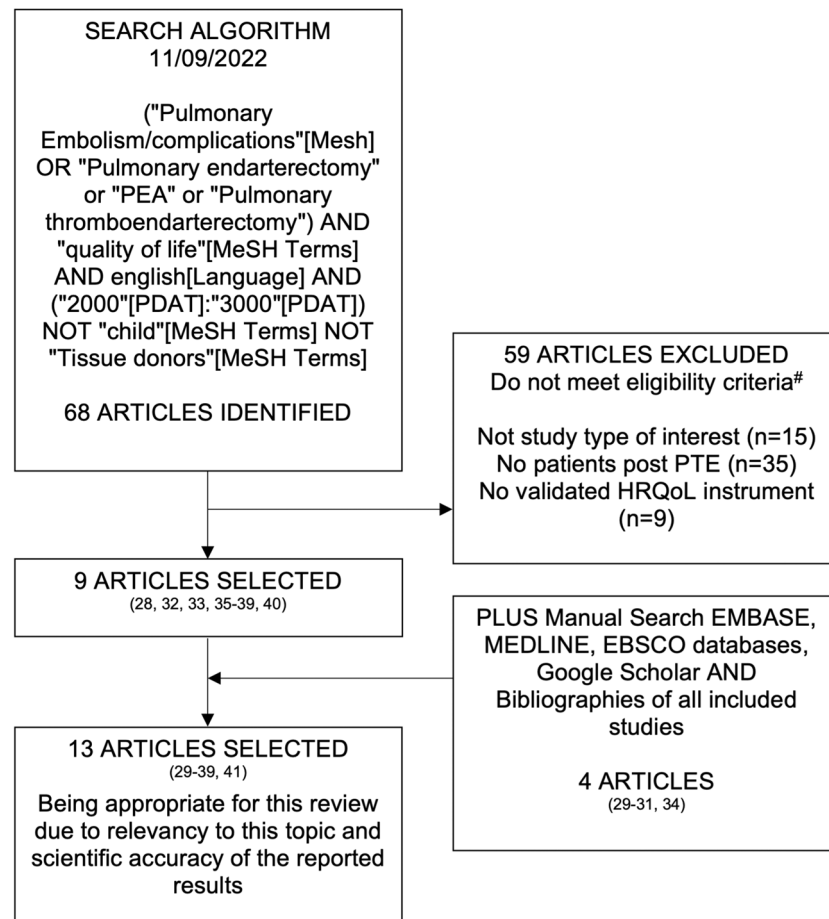 SEARCH ALGORITHM
11/09/2022
("Pulmonary
Embolism/complications"[Mesh]
OR "Pulmonary endarterectomy"
or "PEA" or "Pulmonary
thromboendarterectomy") AND
"quality of life"[MeSH Terms]
AND english[Language] AND
("2000"[PDAT]:"3000"[PDAT])
NOT "child"[MeSH Terms] NOT
"Tissue donors"[MeSH Terms]
68 ARTICLES IDENTIFIED
59 ARTICLES EXCLUDED
Do not meet eligibility criteria#
Not study type of interest (n=15)
No patients post PTE (n=35)
No validated HRQoL instrument
(n=9)
9 ARTICLES SELECTED
(28, 32, 33, 35-39, 40)
PLUS Manual Search EMBASE,
MEDLINE, EBSCO databases,
Google Scholar AND
Bibliographies of all included
studies
4 ARTICLES
(29-31, 34)
13 ARTICLES SELECTED
(29-39, 41)
Being appropriate for this review
due to relevancy to this topic and
scientific accuracy of the reported
results